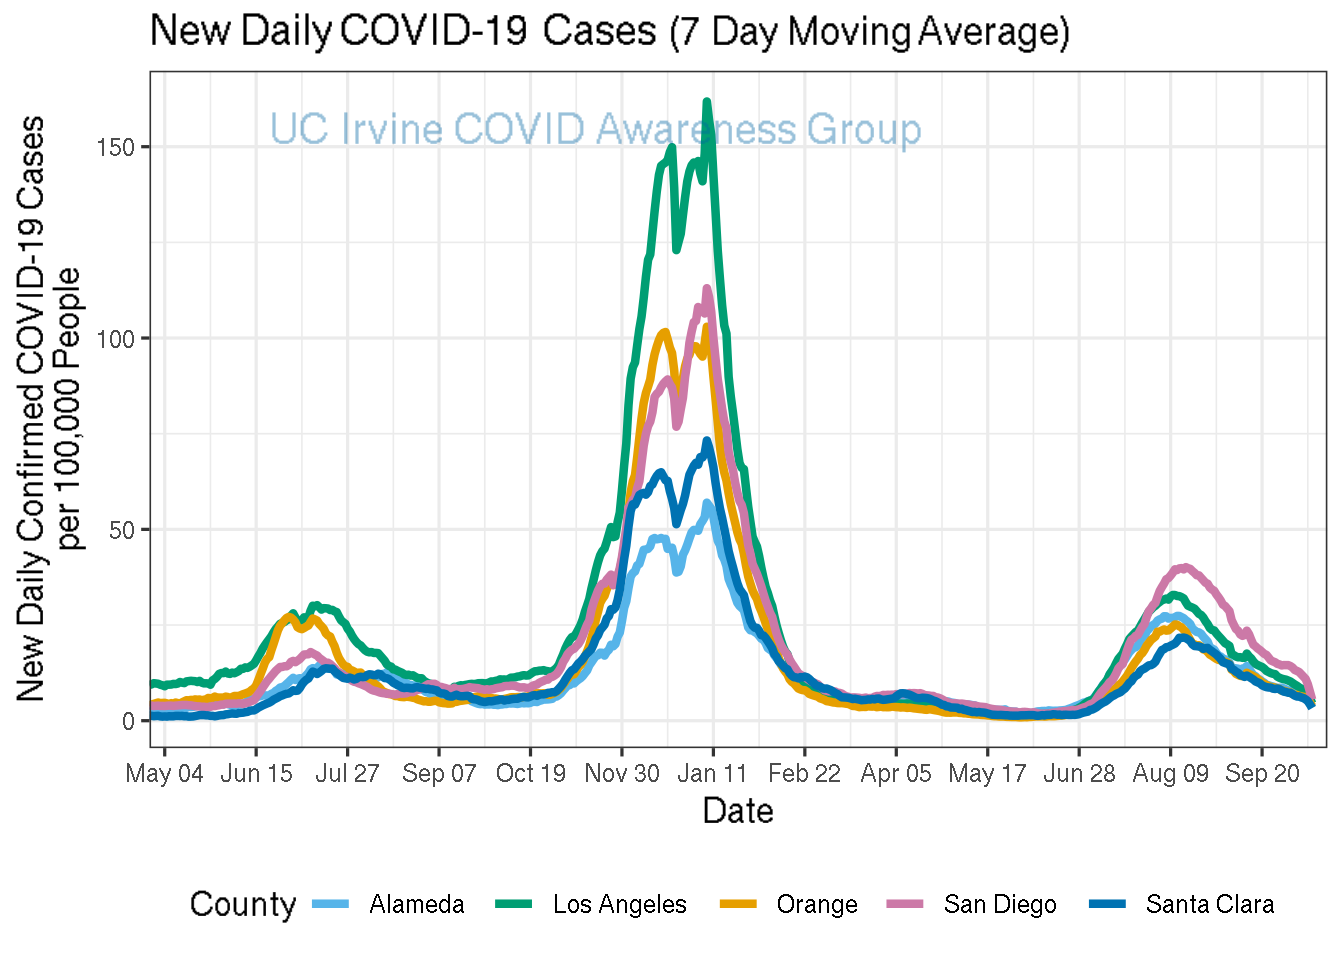 New Daily COVID-19 Cases (7 Day Moving Average)
UC Irvine COVID Awareness Group
New Daily Confirmed COVID-19 Cases
per 100,000 People
150
100
50
0
May 04 Jun 15 Jul 27 Sep 07 Oct 19 Nov 30 Jan 11 Feb 22 Apr 05 May 17 Jun 28 Aug 09 Sep 20
Date
County Alameda Los Angeles Orange San Diego Santa Clara